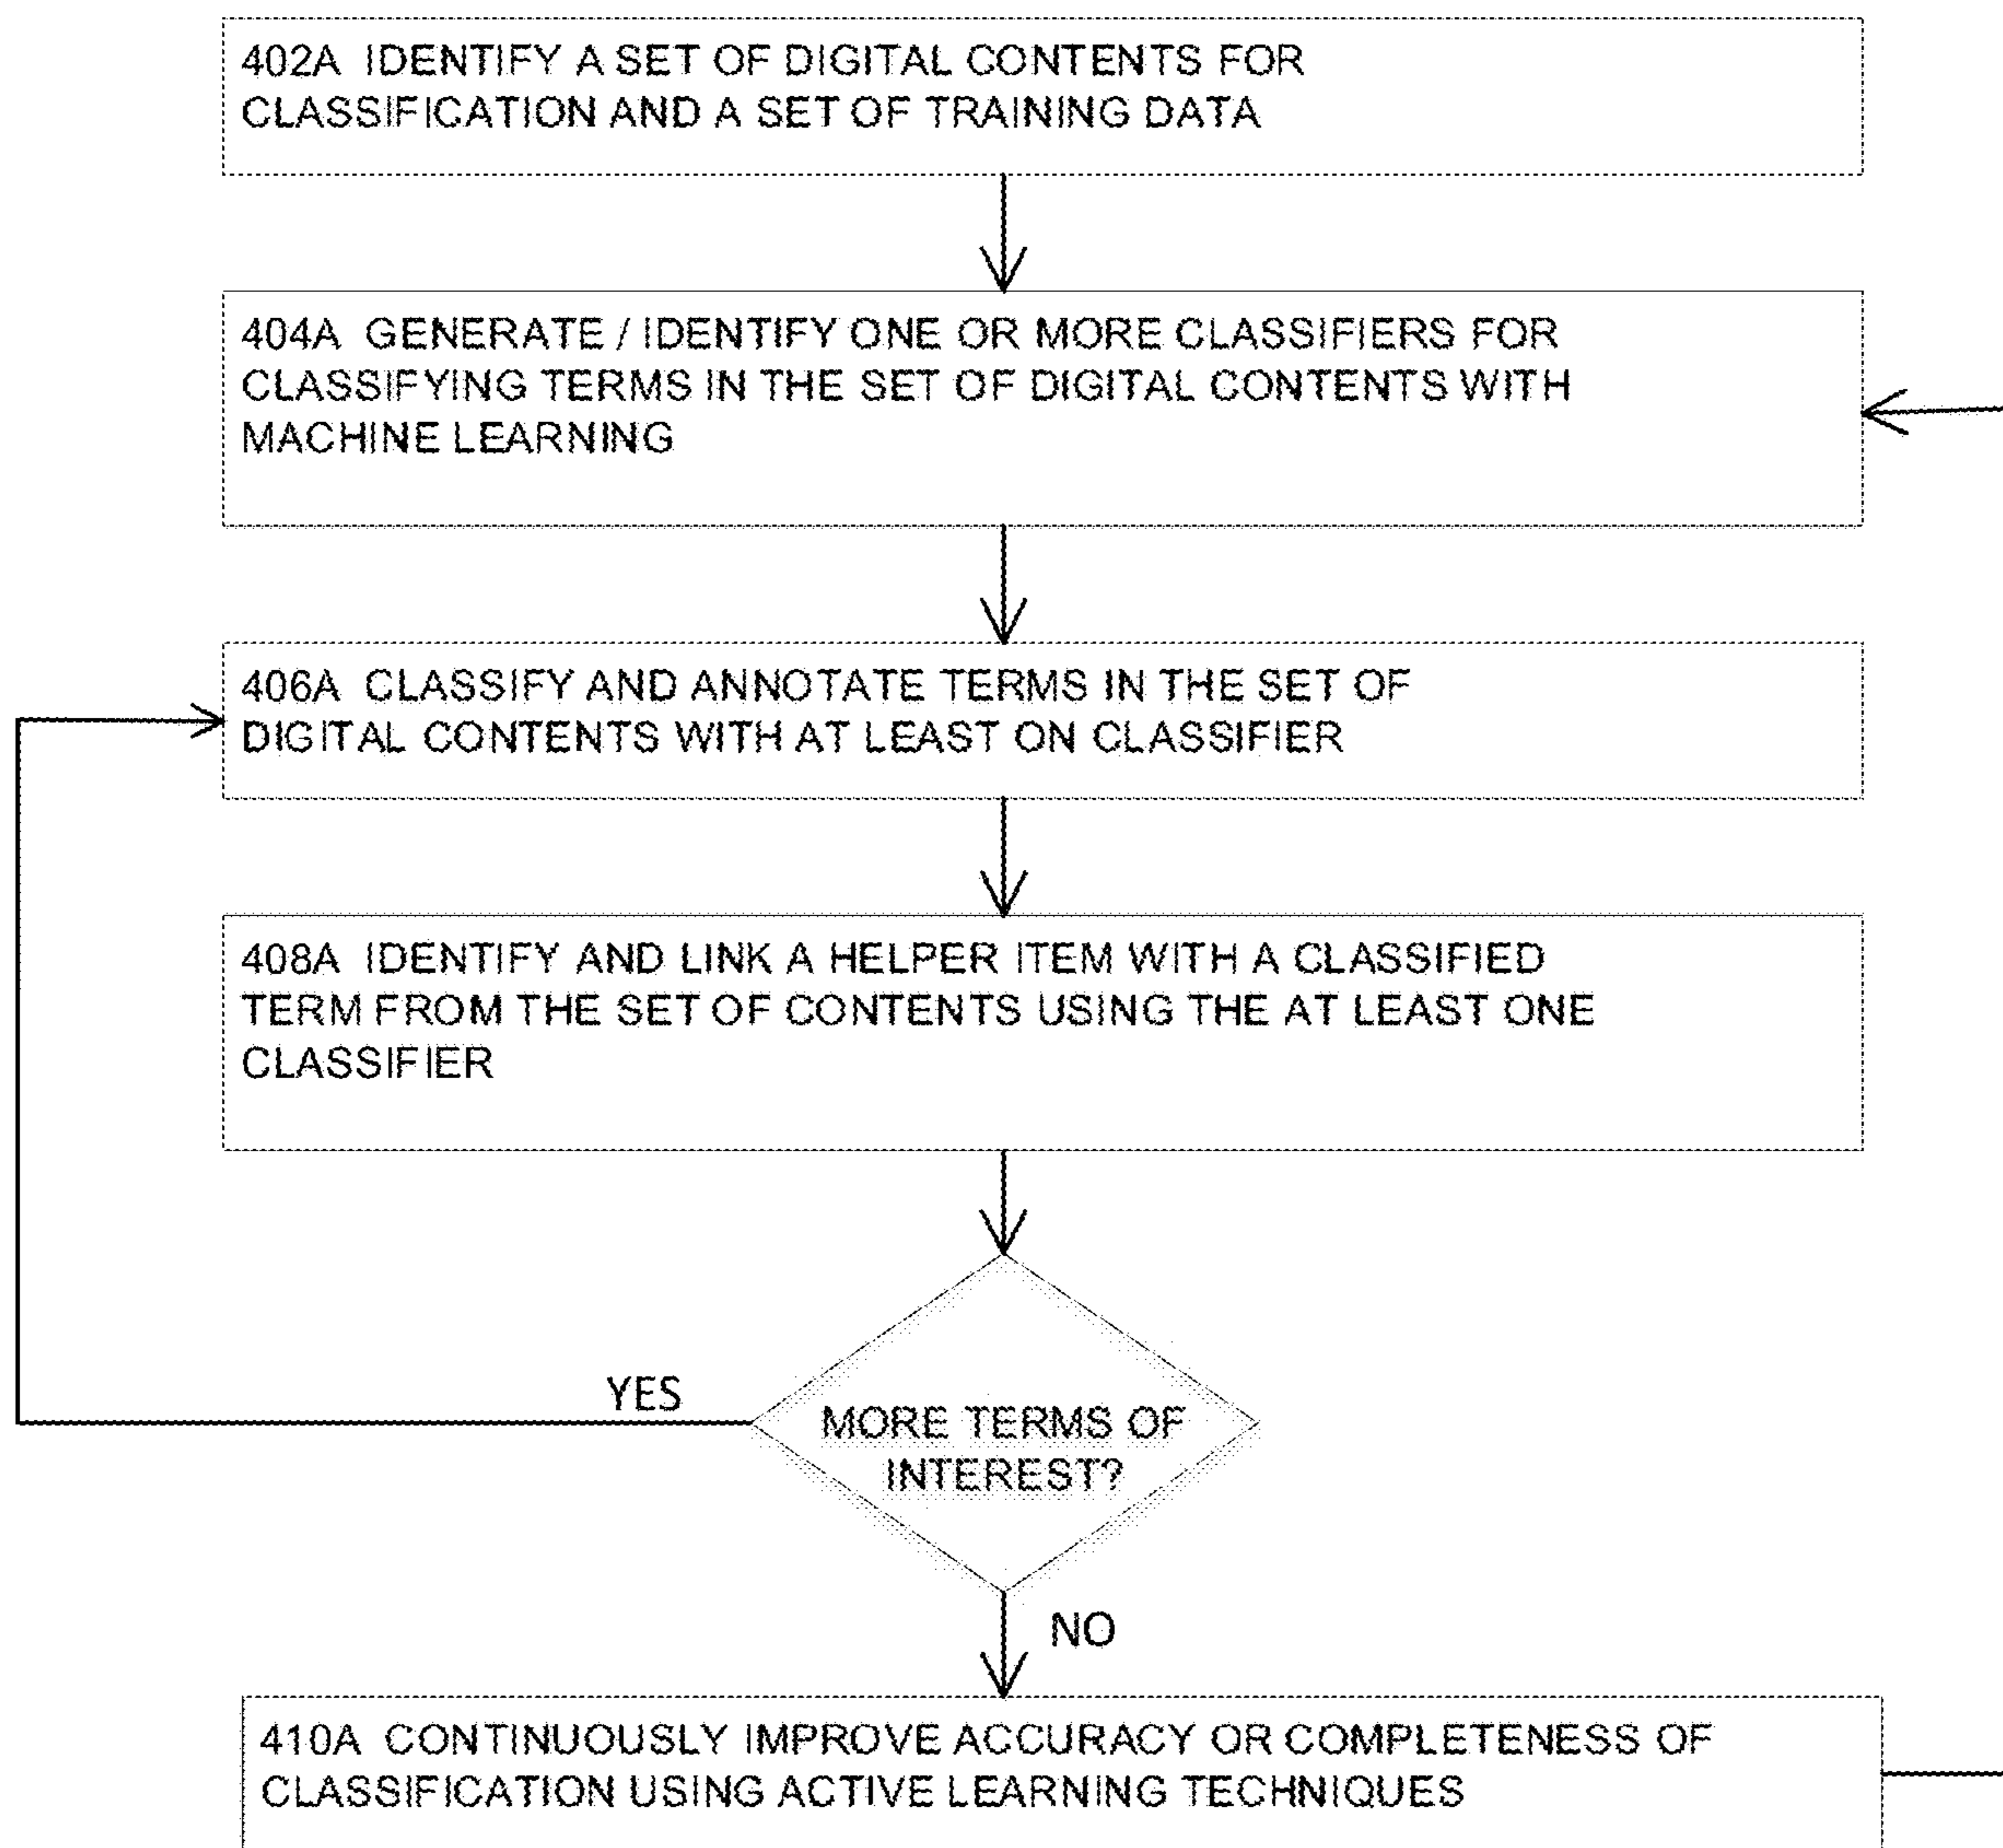 402A IDENTIFY A SET OF DIGITAL CONTENTS FOR
CLASSIFICATION AND A SET OF TRAINING DATA
404A GENERATE / IDENTIFY ONE OR MORE CLASSIFIERS FOR
CLASSIFYING TERMS IN THE SET OF DIGITAL CONTENTS WITH
MACHINE LEARNING
406A CLASSIFY AND ANNOTATE TERMS IN THE SET OF
DIGITAL CONTENTS WITH AT LEAST ON CLASSIFIER
408A IDENTIFY AND LINK A HELPER ITEM WITH A CLASSIFIED
TERM FROM THE SET OF CONTENTS USING THE AT LEAST ONE
CLASSIFIER
YES
MORE TERMS OF
INTEREST?
NO
410A CONTINUOUSLY IMPROVE ACCURACY OR COMPLETENESS OF
CLASSIFICATION USING ACTIVE LEARNING TECHNIQUES